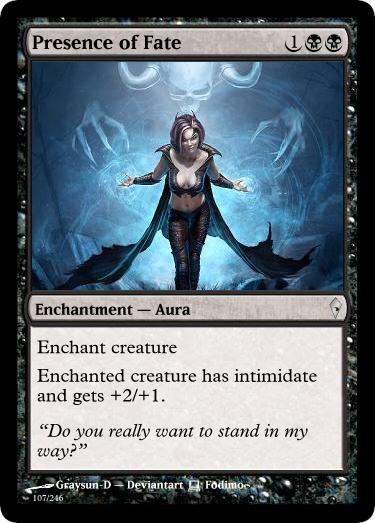 Presence of Fate 1
Enchantment — Aura
Enchant creature
Enchanted creature has intimidate
and gets +2/+1.
“Do you really want to stand in my
way?”
Graysun-D — Deviantart ❑ Fodimo
107/246